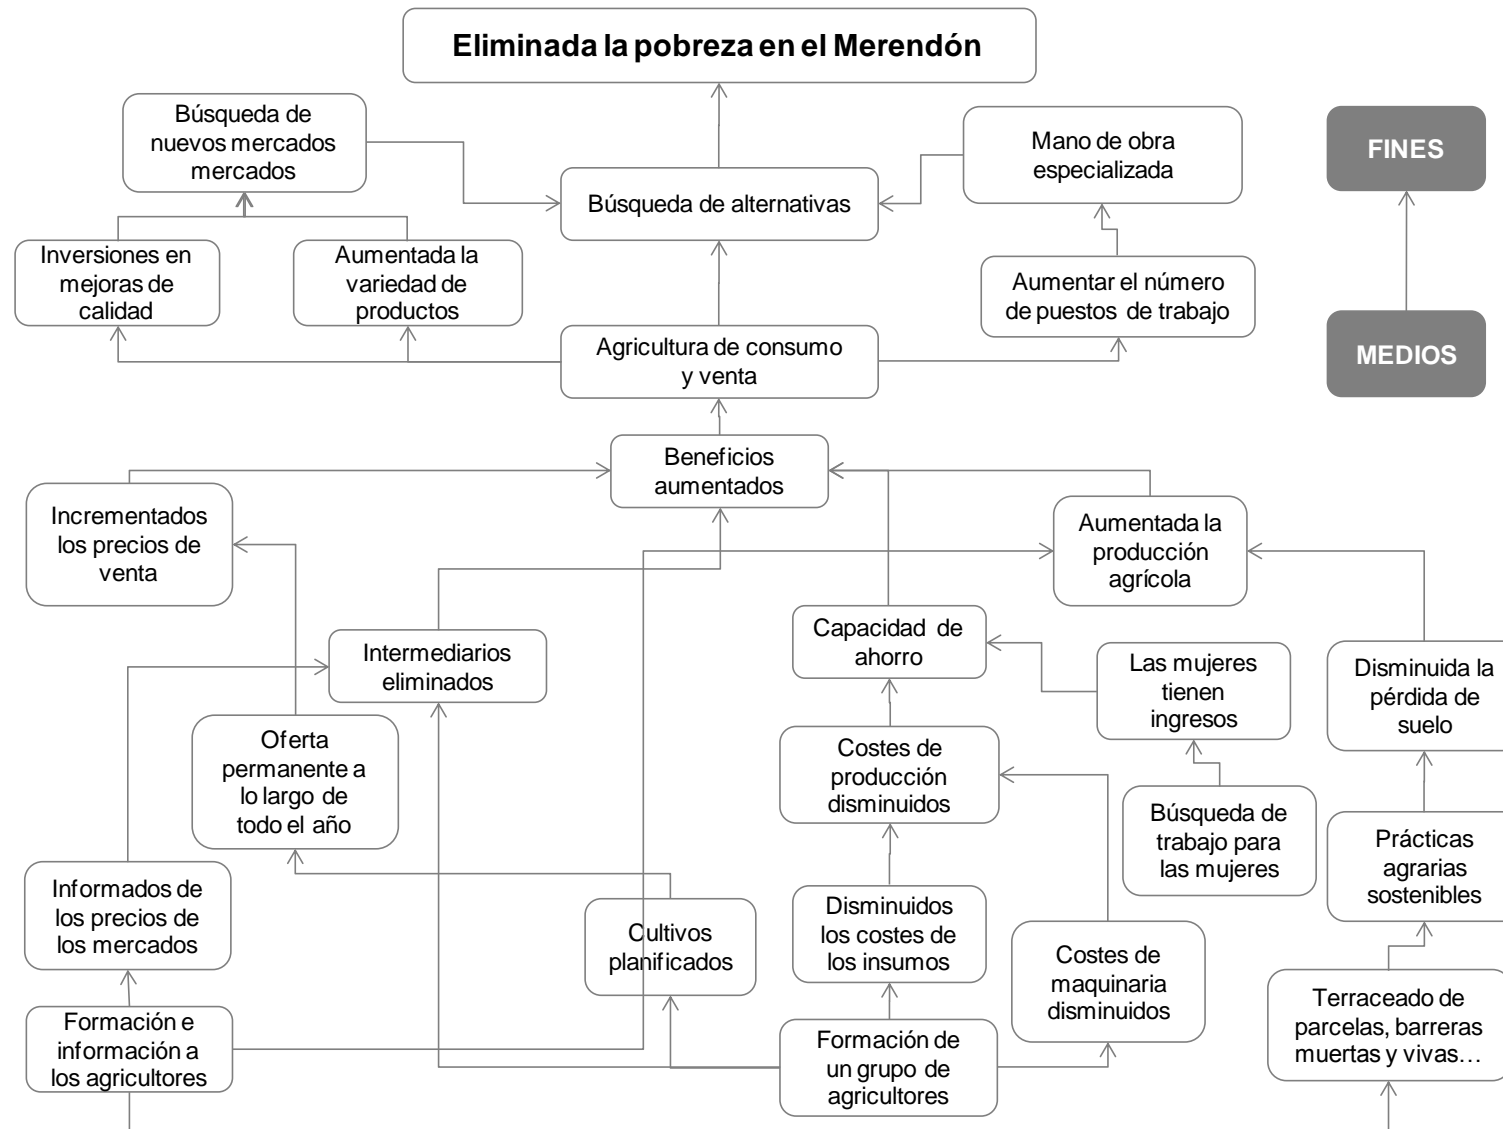 Eliminada la pobreza en el Merendón
Búsqueda de
nuevos mercados
mercados
Mano de obra
especializada
FINES
Búsqueda de alternativas
Inversiones en
mejoras de
calidad
Aumentada la
variedad de
productos
Aumentar el número
de puestos de trabajo
Agricultura de consumo
y venta
MEDIOS
Beneficios
aumentados
Incrementados
los precios de
venta
Aumentada la
producción
agrícola
Intermediarios
eliminados
Capacidad de
ahorro
Las mujeres
tienen
ingresos
Disminuida la
pérdida de
suelo
Oferta
permanente a
lo largo de
todo el año
Costes de
producción
disminuidos
Búsqueda de
trabajo para
las mujeres
Prácticas
agrarias
sostenibles
Informados de
los precios de
los mercados
Cultivos
planificados
Disminuidos
los costes de
los insumos
Costes de
maquinaria
disminuidos
Terraceado de
parcelas, barreras
muertas y vivas…
Formación e
información a
los agricultores
Formación de
un grupo de
agricultores